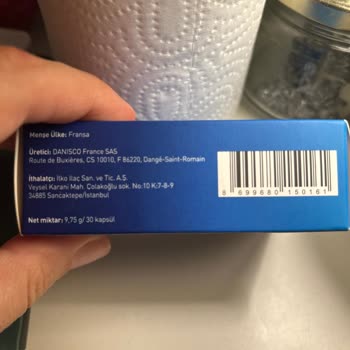 Menşe Ülke: Fransa
Üretici: DANISCO France SAS
Route de Buxières, CS 10010, F 86220, Dangé-Saint-Romain
İthalatçı: İlko İlaç San. ve Tic. A.S.
Veysel Karani Mah. Çolakoğlu sok. No:10 K:7-8-9
34885 Sancaktepe/İstanbul
Net miktar: 9,75 g/ 30 kapsül
8 699680 150161